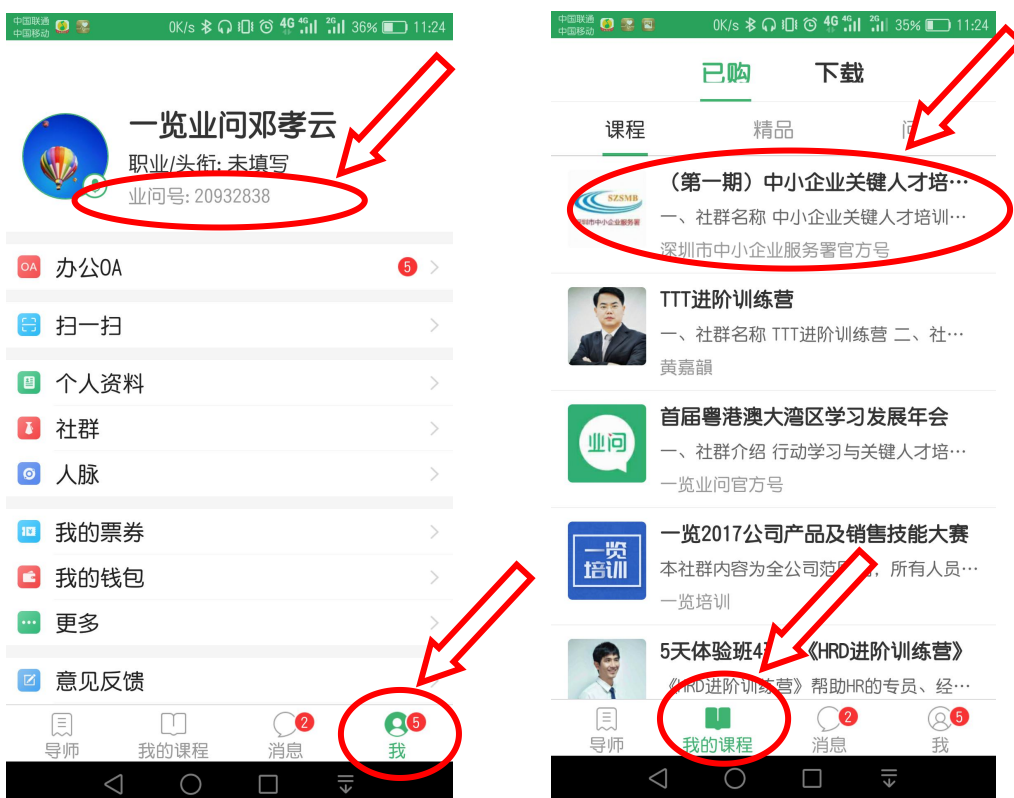 中国联通
中国移动
0K/s 4G 4G 2G 36% 11:24
一览业问邓孝云
职业/头衔: 未填写
业问号: 20932838
OA 办公OA 5
扫一扫
个人资料
社群
人脉
我的票券
我的钱包
更多
意见反馈
2 5
导师 我的课程 消息 我
中国联通
中国移动
0K/s 4G 4G 2G 35% 11:24
已购 下载
课程 精品
（第一期）中小企业关键人才培…
SZSMB
深圳市中小企业服务署
一、社群名称 中小企业关键人才培训…
深圳市中小企业服务署官方号
TTT进阶训练营
一、社群名称 TTT进阶训练营 二、社…
黄嘉韻
首届粤港澳大湾区学习发展年会
业问
一、社群介绍 行动学习与关键人才培…
一览业问官方号
一览2017公司产品及销售技能大赛
一览
培训
本社群内容为全公司范 所有人员…
一览培训
5天体验班4 《HRD进阶训练营》
《HRD进阶训练营》帮助HR的专员、经…
2 5
导师 我的课程 消息 我